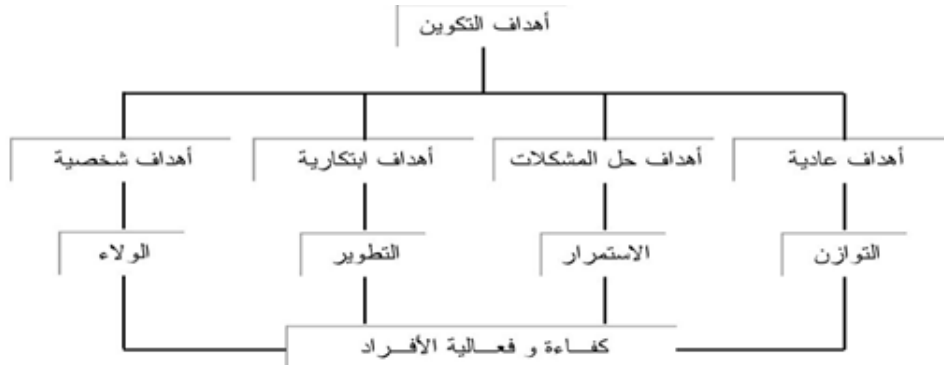 أهداف التكوين
أهداف عادية
أهداف حل المشكلات
أهداف ابتكارية
أهداف شخصية
التوازن
الاستمرار
التطوير
الولاء
كفـــاءة و فعـــالية الأفـــراد